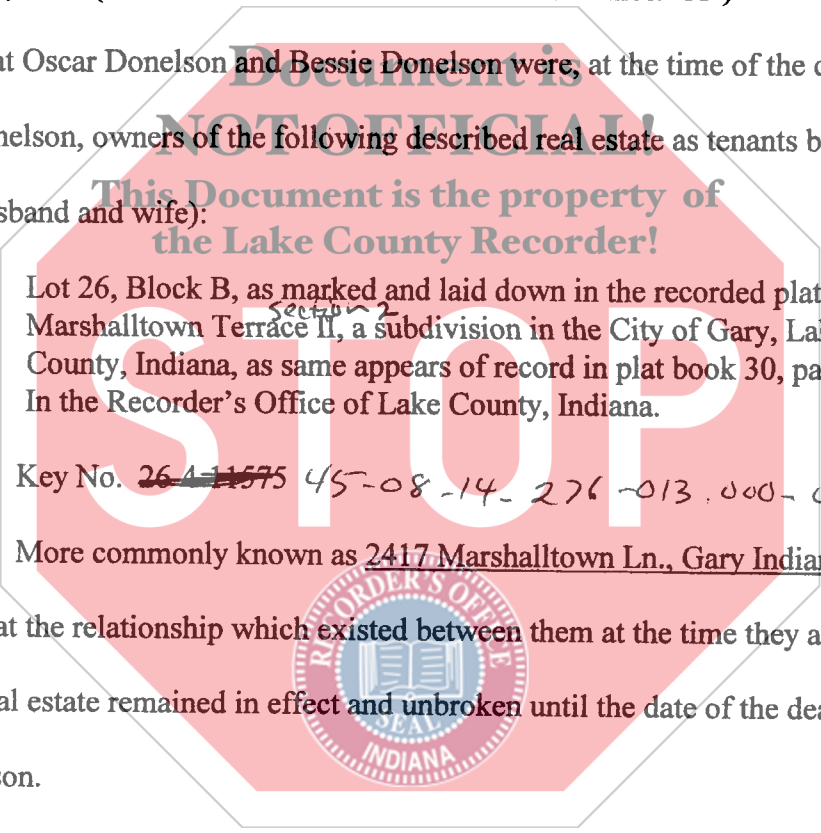 at Oscar Donelson and Bessie Donelson were, at the time of the
Document is
nelson, owners of the following described real estate as tenants b
NOT OFFICIAL!
This Document is the property of
sband and wife):
the Lake County Recorder!
Lot 26, Block B, as marked and laid down in the recorded plat
section 2
Marshalltown Terrace II, a subdivision in the City of Gary, La
County, Indiana, as same appears of record in plat book 30, pa
In the Recorder's Office of Lake County, Indiana.
STOP
Key No. 26-4-11575 45-08-14-276-013.000-
More commonly known as 2417 Marshalltown Ln., Gary Indian
RECORDER'S OFFICE
at the relationship which existed between them at the time they a
al estate remained in effect and unbroken until the date of the dea
SEAL
INDIANA
son.